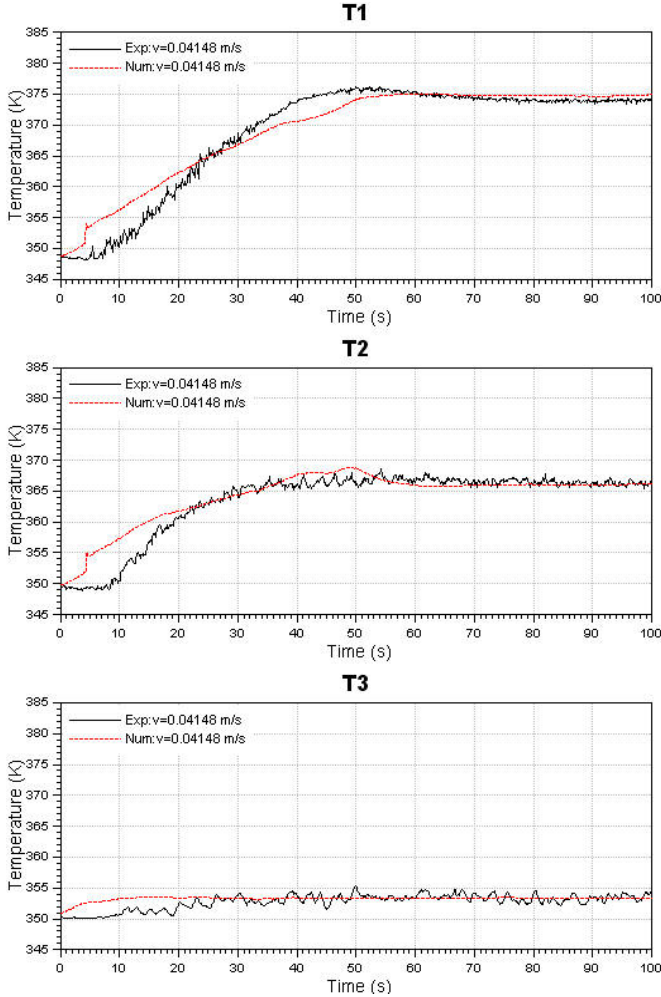 T1
385
380
375
370
365
360
355
350
345
Temperature (K)
Exp:v=0.04148 m/s
Num:v=0.04148 m/s
0 10 20 30 40 50 60 70 80 90 100
Time (s)
T2
385
380
375
370
365
360
355
350
345
Temperature (K)
Exp:v=0.04148 m/s
Num:v=0.04148 m/s
0 10 20 30 40 50 60 70 80 90 100
Time (s)
T3
385
380
375
370
365
360
355
350
345
Temperature (K)
Exp:v=0.04148 m/s
Num:v=0.04148 m/s
0 10 20 30 40 50 60 70 80 90 100
Time (s)